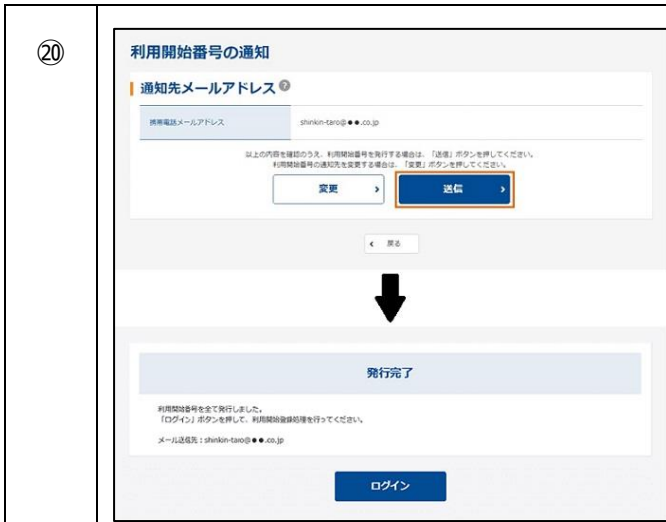 ⑳
利用開始番号の通知
通知先メールアドレス ?
携帯電話メールアドレス shinkin-taro@●●.co.jp
以上の内容を確認のうえ、利用開始番号を発行する場合は、「送信」ボタンを押してください。
利用開始番号の通知先を変更する場合は、「変更」ボタンを押してください。
変更 › 送信 ›
‹ 戻る
発行完了
利用開始番号を全て発行しました。
「ログイン」ボタンを押して、利用開始登録処理を行ってください。
メール送信先：shinkin-taro@●●.co.jp
ログイン